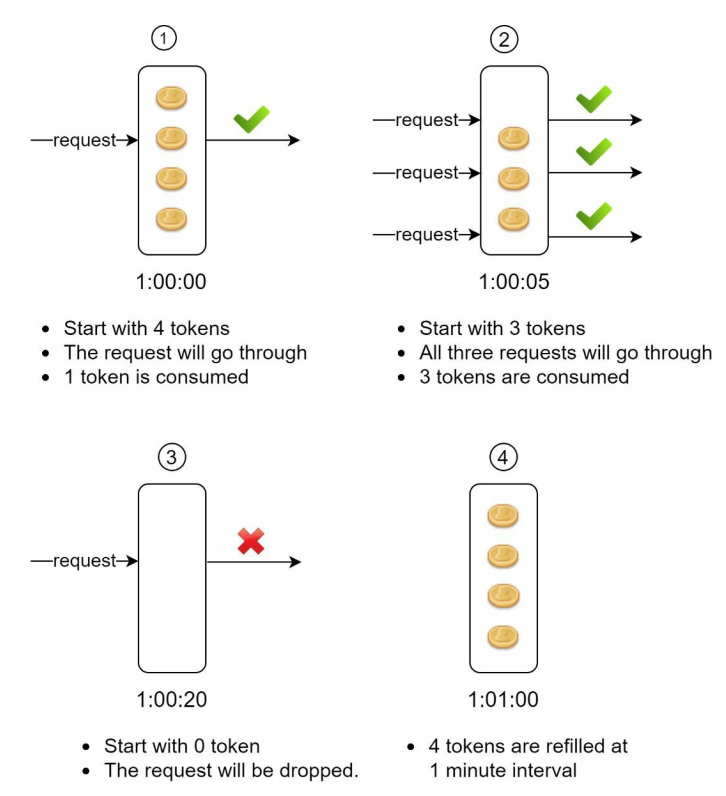 1
request
1:00:00
• Start with 4 tokens
• The request will go through
• 1 token is consumed
2
request
request
request
1:00:05
• Start with 3 tokens
• All three requests will go through
• 3 tokens are consumed
3
request
1:00:20
• Start with 0 token
• The request will be dropped.
4
1:01:00
• 4 tokens are refilled at
1 minute interval